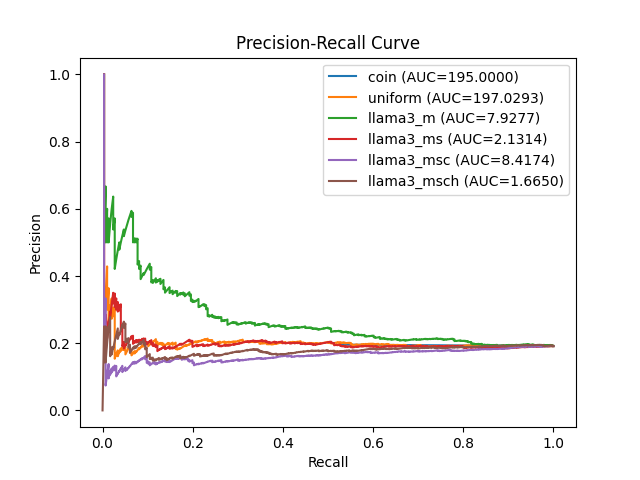 Precision-Recall Curve
coin (AUC=195.0000)
uniform (AUC=197.0293)
llama3_m (AUC=7.9277)
llama3_ms (AUC=2.1314)
llama3_msc (AUC=8.4174)
llama3_msch (AUC=1.6650)
1.0
0.8
0.6
0.4
0.2
0.0
Precision
0.0 0.2 0.4 0.6 0.8 1.0
Recall